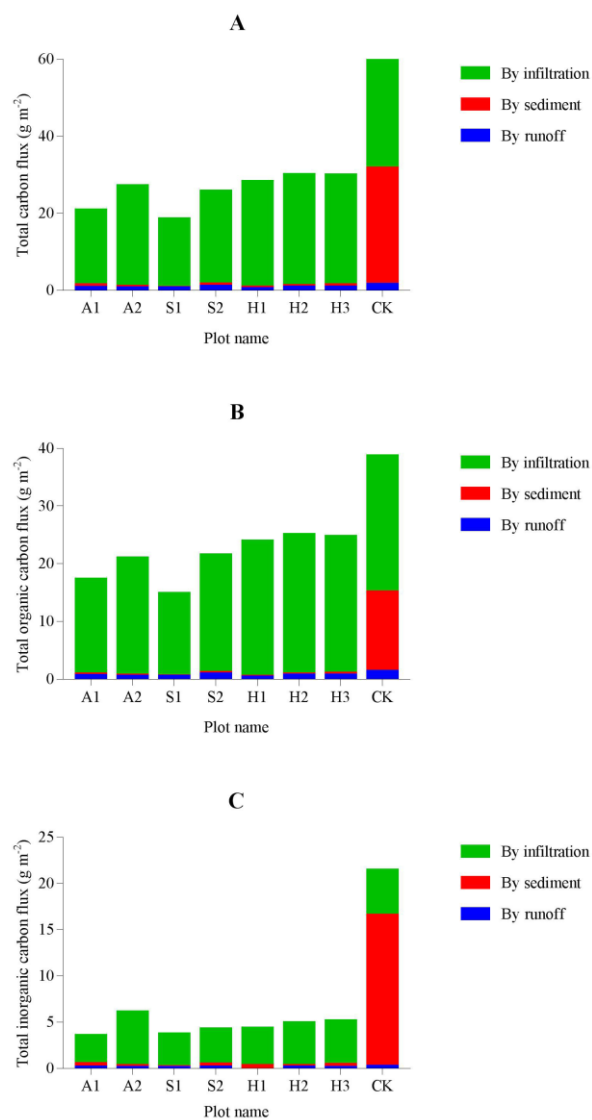 A
Total carbon flux (g m-2)
60
40
20
0
A1 A2 S1 S2 H1 H2 H3 CK
Plot name
By infiltration
By sediment
By runoff
B
Total organic carbon flux (g m-2)
40
30
20
10
0
A1 A2 S1 S2 H1 H2 H3 CK
Plot name
By infiltration
By sediment
By runoff
C
Total inorganic carbon flux (g m-2)
25
20
15
10
5
0
A1 A2 S1 S2 H1 H2 H3 CK
Plot name
By infiltration
By sediment
By runoff